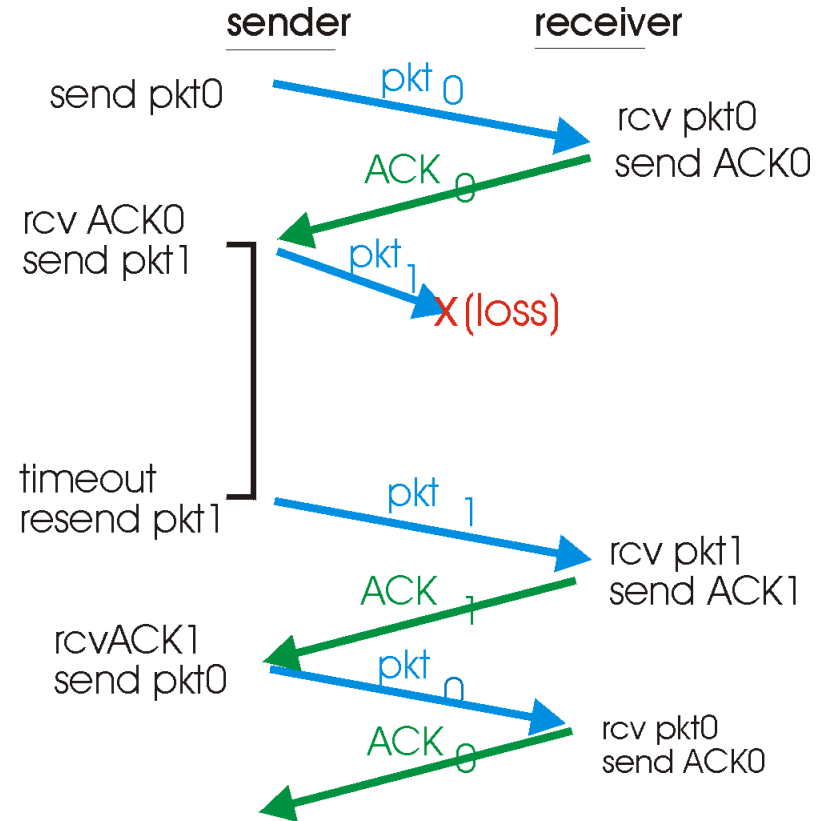 sender
receiver
send pkt0
pkt 0
rcv pkt0
send ACK0
ACK 0
rcv ACK0
send pkt1
pkt 1
X (loss)
timeout
resend pkt1
pkt 1
rcv pkt1
send ACK1
ACK 1
rcvACK1
send pkt0
pkt 0
rcv pkt0
send ACK0
ACK 0